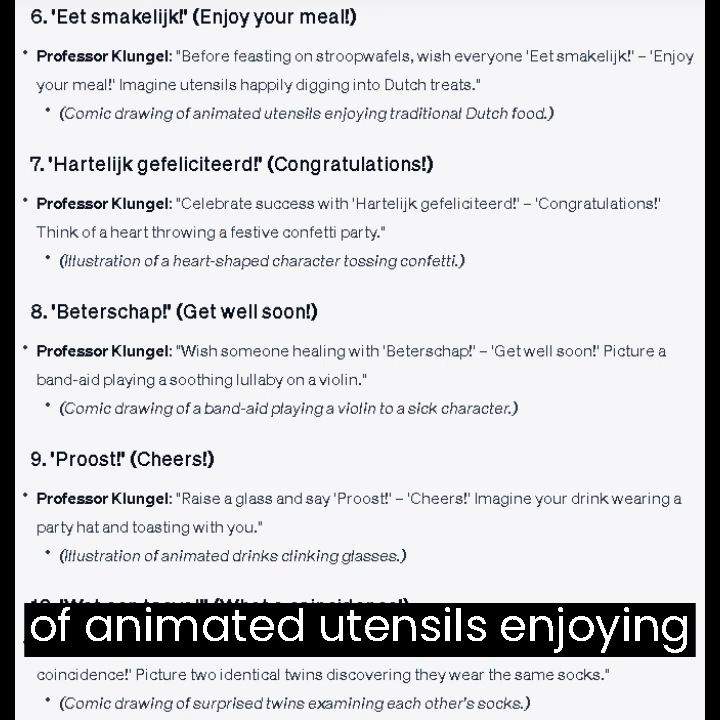 6. 'Eet smakelijk!' (Enjoy your meal!)
• Professor Klungel: "Before feasting on stroopwafels, wish everyone 'Eet smakelijk!' – 'Enjoy
your meal!' Imagine utensils happily digging into Dutch treats."
• (Comic drawing of animated utensils enjoying traditional Dutch food.)
7. 'Hartelijk gefeliciteerd!' (Congratulations!)
• Professor Klungel: "Celebrate success with 'Hartelijk gefeliciteerd!' – 'Congratulations!'
Think of a heart throwing a festive confetti party."
• (Illustration of a heart-shaped character tossing confetti.)
8. 'Beterschap!' (Get well soon!)
• Professor Klungel: "Wish someone healing with 'Beterschap!' – 'Get well soon!' Picture a
band-aid playing a soothing lullaby on a violin."
• (Comic drawing of a band-aid playing a violin to a sick character.)
9. 'Proost!' (Cheers!)
• Professor Klungel: "Raise a glass and say 'Proost!' – 'Cheers!' Imagine your drink wearing a
party hat and toasting with you."
• (Illustration of animated drinks clinking glasses.)
of animated utensils enjoying
coincidence!' Picture two identical twins discovering they wear the same socks."
• (Comic drawing of surprised twins examining each other's socks.)